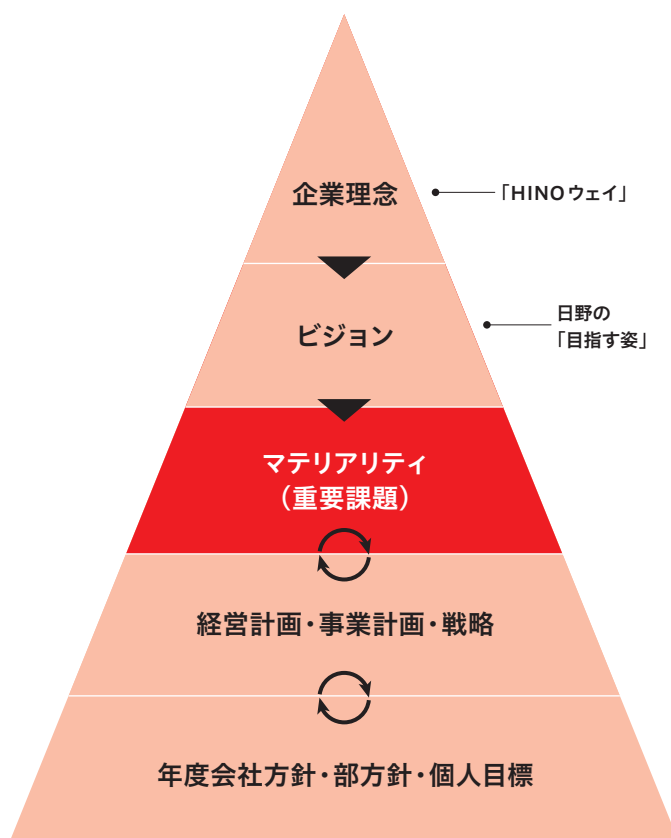 企業理念
「HINOウェイ」
ビジョン
日野の
「目指す姿」
マテリアリティ
（重要課題）
経営計画・事業計画・戦略
年度会社方針・部方針・個人目標